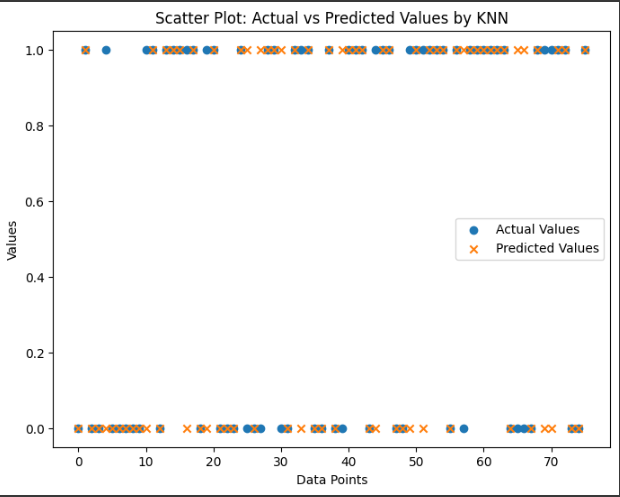 Scatter Plot: Actual vs Predicted Values by KNN
1.0
0.8
0.6
0.4
0.2
0.0
Values
Actual Values
Predicted Values
0 10 20 30 40 50 60 70
Data Points